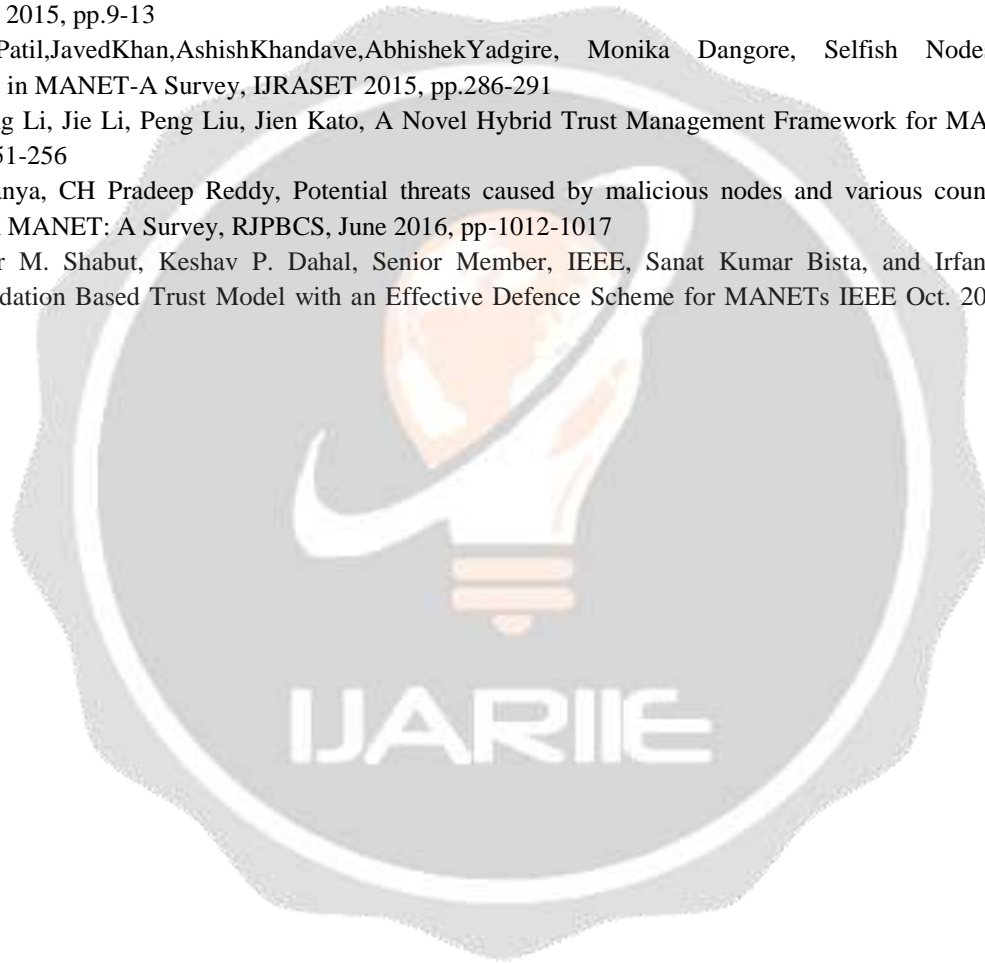 2015, pp.9-13
Patil,JavedKhan,AshishKhandave,AbhishekYadgire, Monika Dangore, Selfish Node
in MANET-A Survey, IJRASET 2015, pp.286-291
g Li, Jie Li, Peng Liu, Jien Kato, A Novel Hybrid Trust Management Framework for MA
51-256
anya, CH Pradeep Reddy, Potential threats caused by malicious nodes and various coun
MANET: A Survey, RJPBCS, June 2016, pp-1012-1017
r M. Shabut, Keshav P. Dahal, Senior Member, IEEE, Sanat Kumar Bista, and Irfan
dation Based Trust Model with an Effective Defence Scheme for MANETs IEEE Oct. 20
IJARIIE